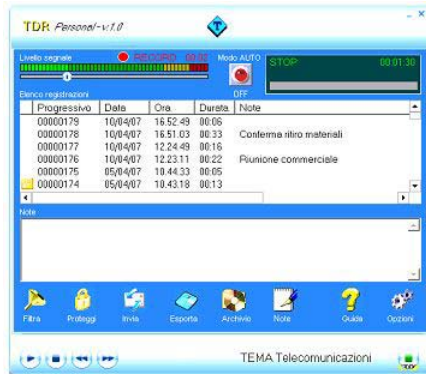 TDR Personal - v.1.0
T
Livello segnale RECORD 00:02 Modo AUTO STOP 00:01:30
OFF
Elenco registrazioni
Progressivo Data Ora Durata Note
00000179 10/04/07 16.52.49 00:06
00000178 10/04/07 16.51.03 00:33 Conferma ritiro materiali
00000177 10/04/07 12.24.49 00:16
00000176 10/04/07 12.23.11 00:22 Riunione commerciale
00000175 05/04/07 10.44.33 00:05
00000174 05/04/07 10.43.18 00:13
Note
Filtra Proteggi Invia Esporta Archivio Note Guida Opzioni
TEMA Telecomunicazioni